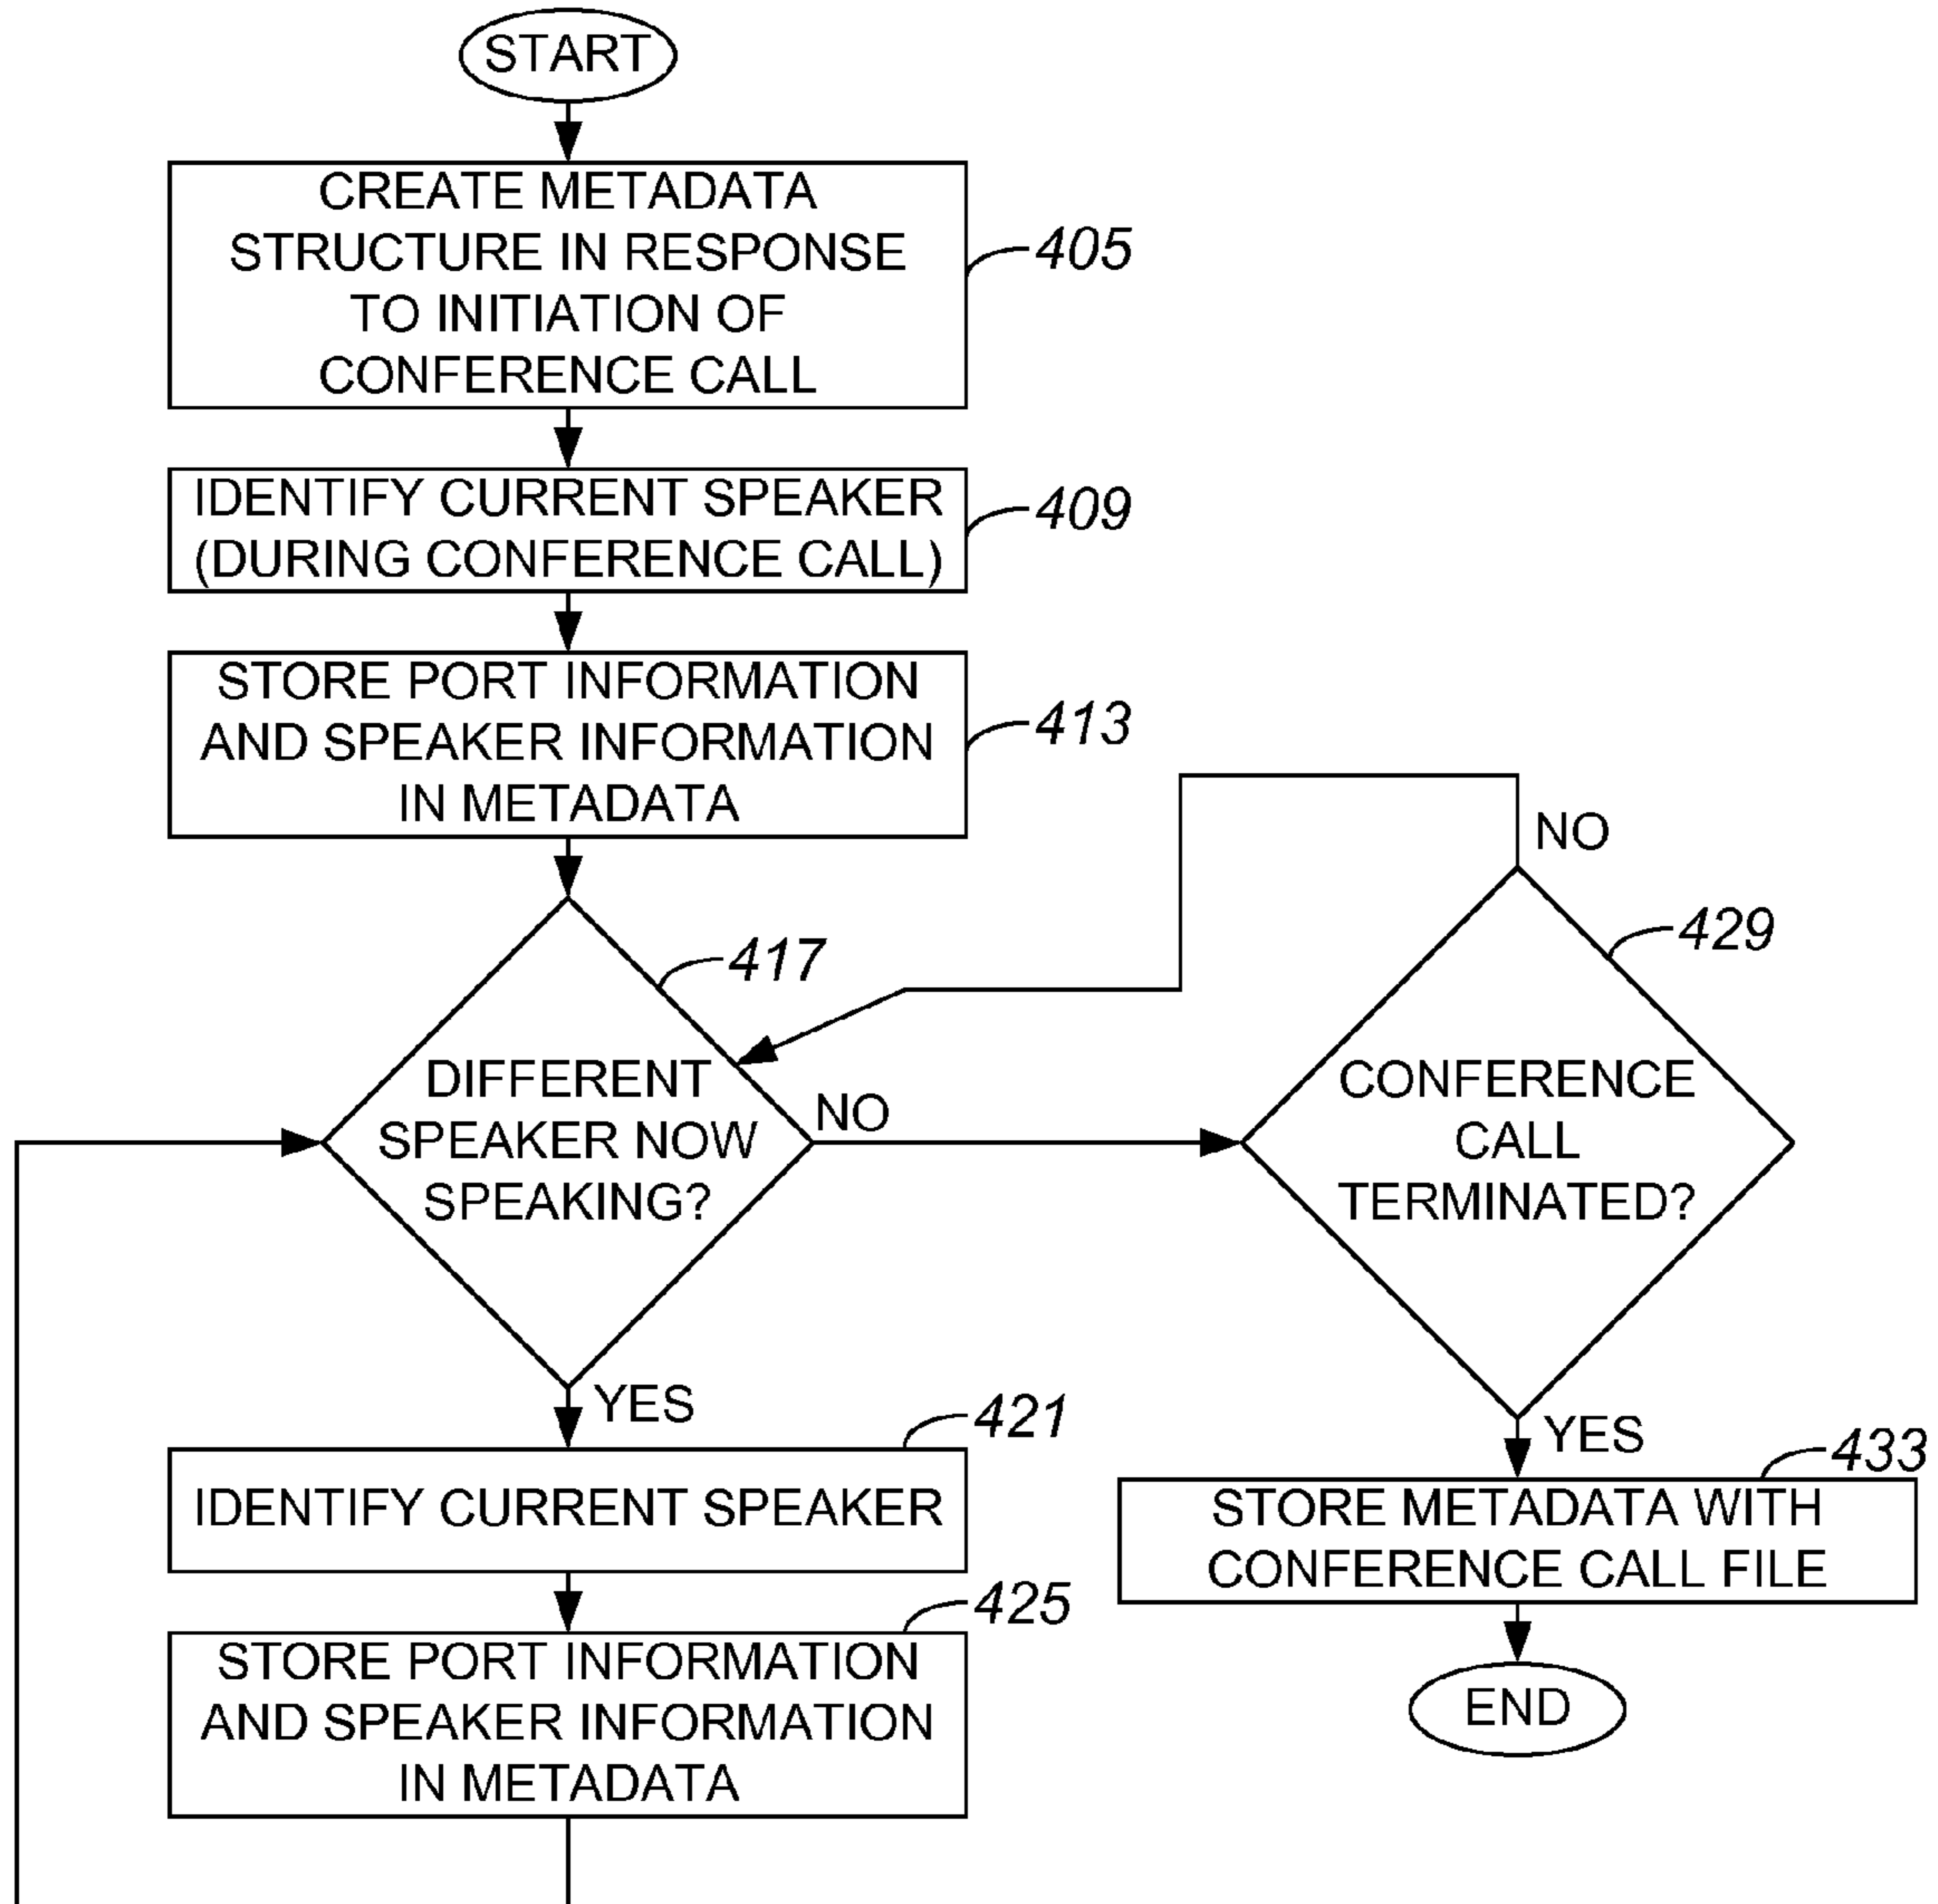 START
CREATE METADATA
STRUCTURE IN RESPONSE
TO INITIATION OF
CONFERENCE CALL
405
IDENTIFY CURRENT SPEAKER
(DURING CONFERENCE CALL)
409
STORE PORT INFORMATION
AND SPEAKER INFORMATION
IN METADATA
413
DIFFERENT
SPEAKER NOW
SPEAKING?
417
NO
YES
IDENTIFY CURRENT SPEAKER
421
STORE PORT INFORMATION
AND SPEAKER INFORMATION
IN METADATA
425
NO
429
CONFERENCE
CALL
TERMINATED?
YES
433
STORE METADATA WITH
CONFERENCE CALL FILE
END